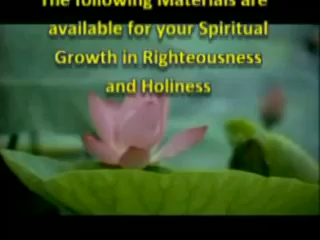 The following Materials are
available for your Spiritual
Growth in Righteousness
and Holiness